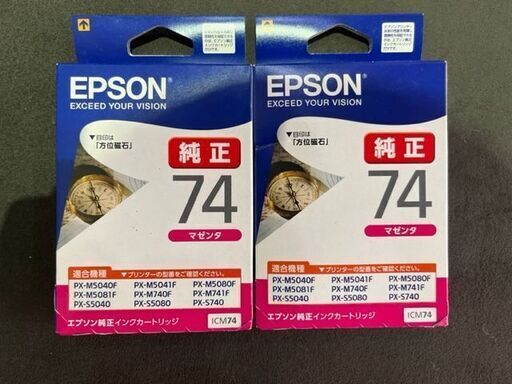 EPSON
EXCEED YOUR VISION
▼目印は
「方位磁石」
純正
74
マゼンタ
適合機種 ▼プリンターの型番をご確認ください。
PX-M5040F PX-M5041F PX-M5080F
PX-M5081F PX-M740F PX-M741F
PX-S5040 PX-S5080 PX-S740
エプソン純正インクカートリッジ ICM74
EPSON
EXCEED YOUR VISION
▼目印は
「方位磁石」
純正
74
マゼンタ
適合機種 ▼プリンターの型番をご確認ください。
PX-M5040F PX-M5041F PX-M5080F
PX-M5081F PX-M740F PX-M741F
PX-S5040 PX-S5080 PX-S740
エプソン純正インクカートリッジ ICM74